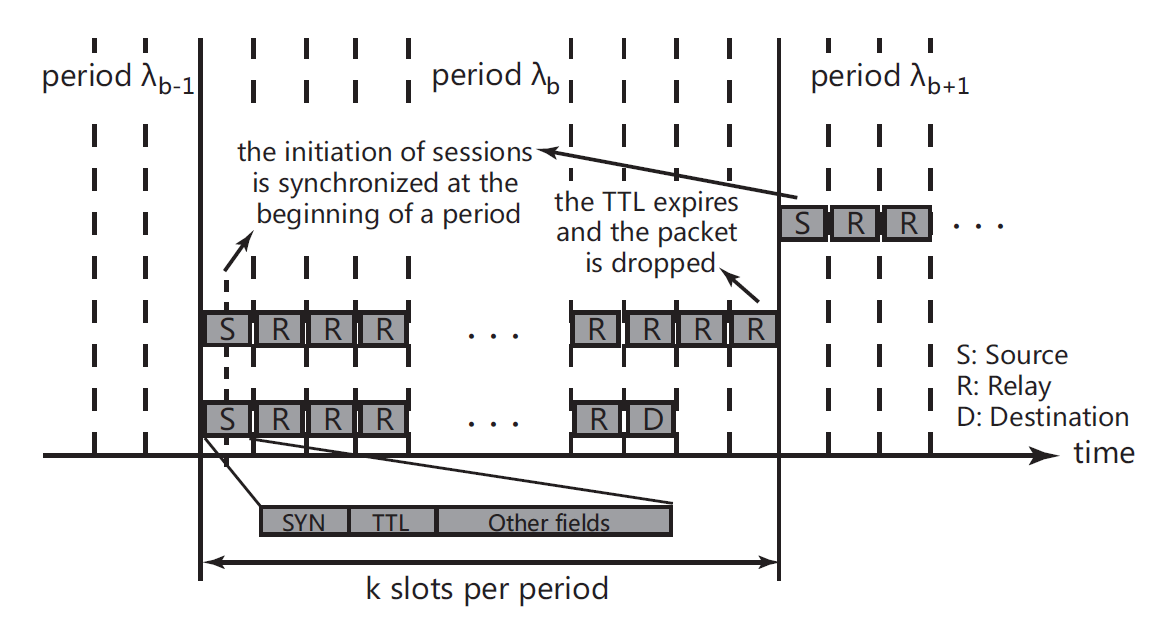 period λb-1
period λb
period λb+1
the initiation of sessions
is synchronized at the
beginning of a period
the TTL expires
and the packet
is dropped
S R R . . .
S R R R . . . R R R R
S R R R . . . R D
S: Source
R: Relay
D: Destination
time
SYN TTL Other fields
k slots per period